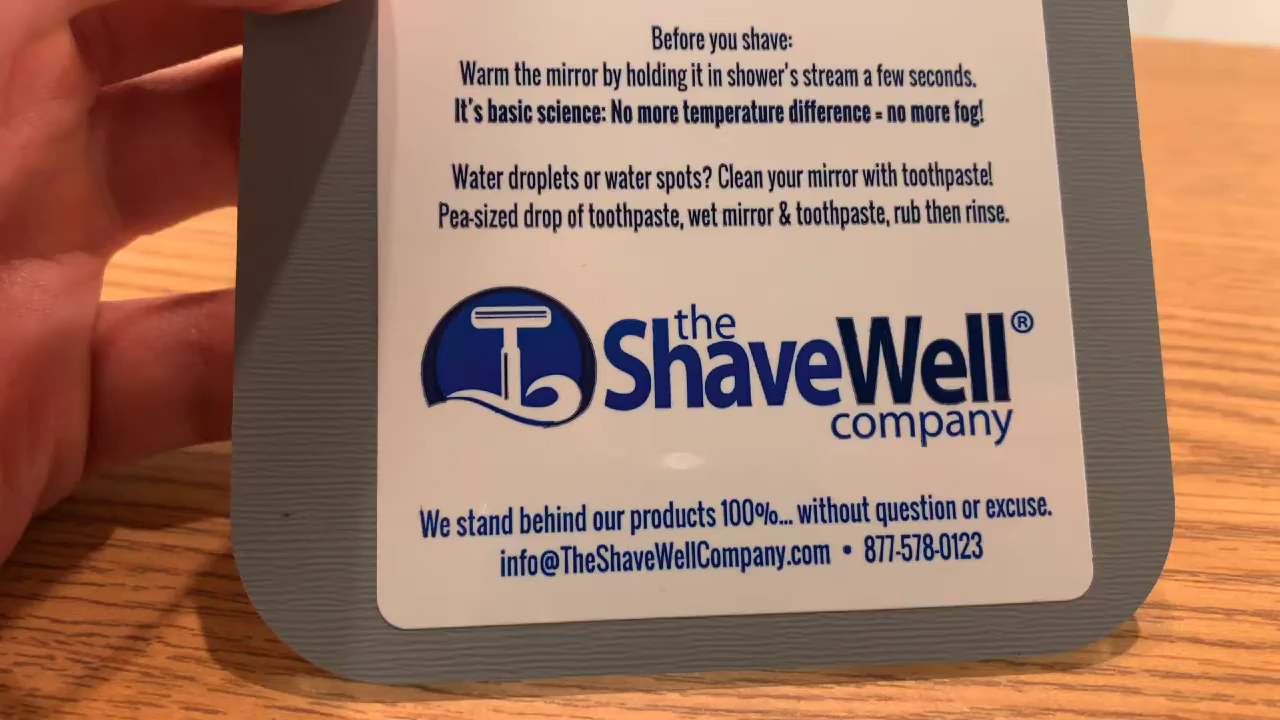 Before you shave:
Warm the mirror by holding it in shower's stream a few seconds.
It's basic science: No more temperature difference = no more fog!
Water droplets or water spots? Clean your mirror with toothpaste!
Pea-sized drop of toothpaste, wet mirror & toothpaste, rub then rinse.
the
ShaveWell®
company
We stand behind our products 100%... without question or excuse.
info@TheShaveWellCompany.com • 877-578-0123